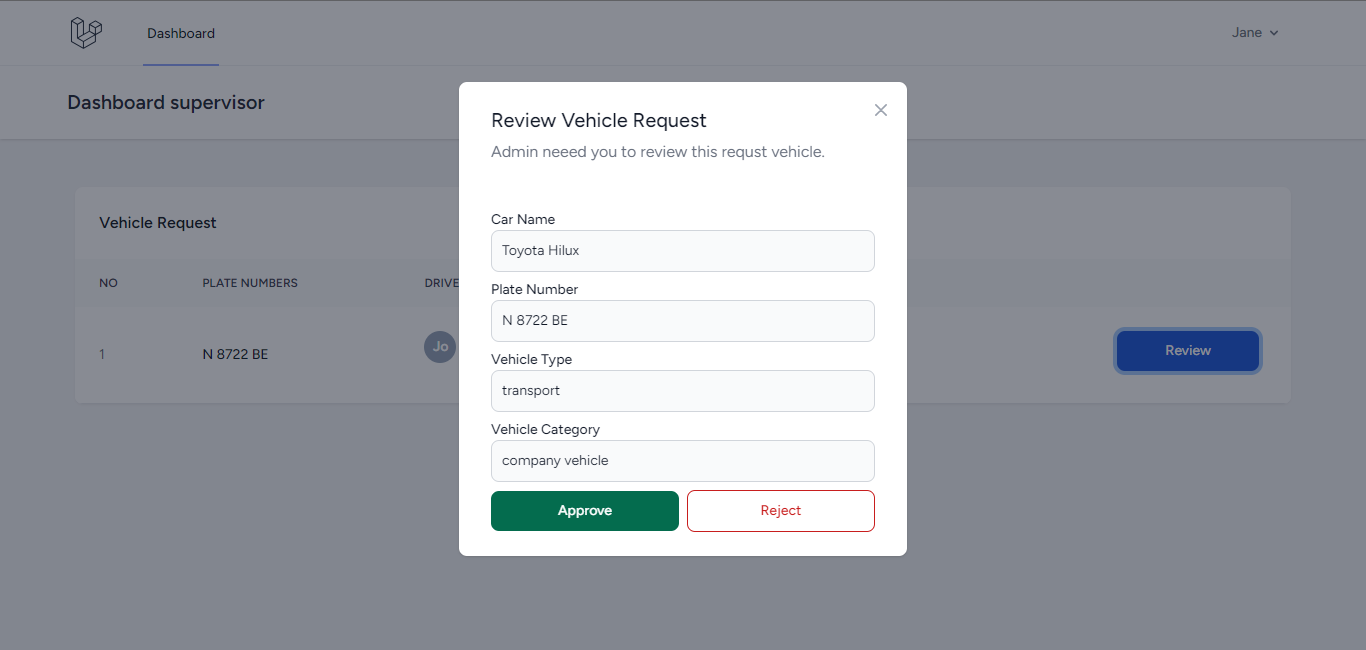 Dashboard
Jane
Dashboard supervisor
Vehicle Request
NO PLATE NUMBERS DRIVE
1 N 8722 BE Jo Review
Review Vehicle Request
Admin neeed you to review this requst vehicle.
Car Name
Toyota Hilux
Plate Number
N 8722 BE
Vehicle Type
transport
Vehicle Category
company vehicle
Approve Reject